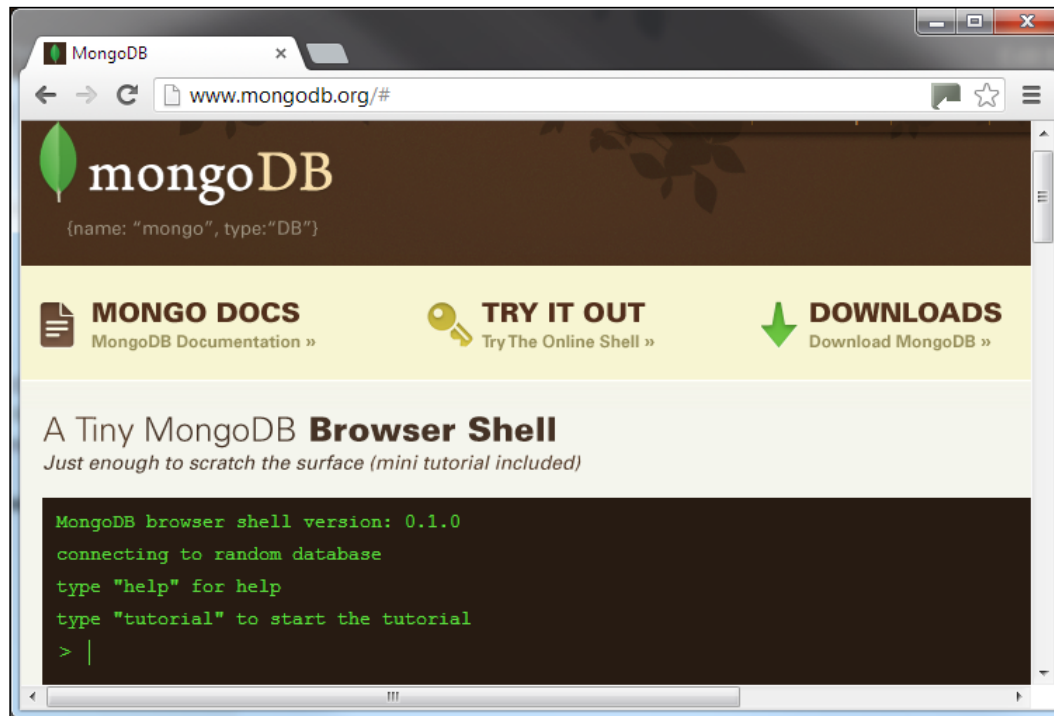 MongoDB
www.mongodb.org/#
mongoDB
{name: “mongo”, type:“DB”}
MONGO DOCS
MongoDB Documentation »
TRY IT OUT
Try The Online Shell »
DOWNLOADS
Download MongoDB »
A Tiny MongoDB Browser Shell
Just enough to scratch the surface (mini tutorial included)
MongoDB browser shell version: 0.1.0
connecting to random database
type "help" for help
type "tutorial" to start the tutorial
>